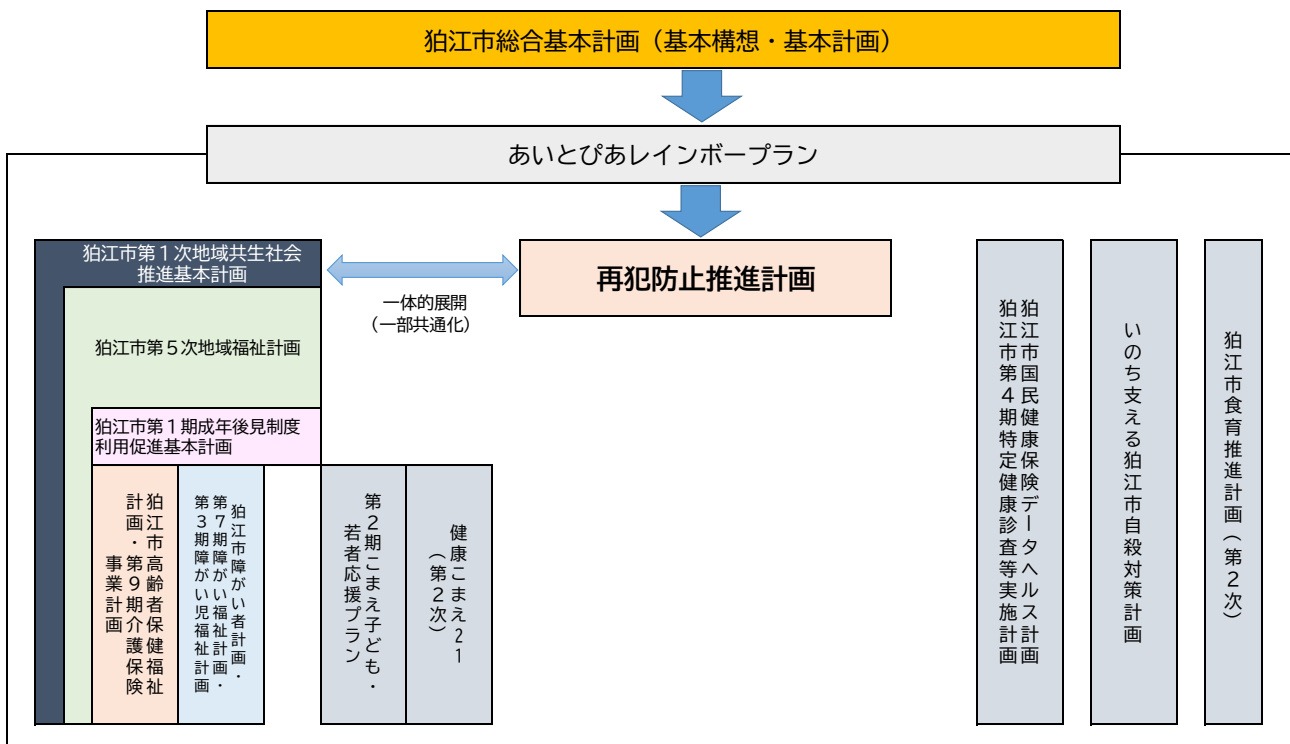 狛江市総合基本計画（基本構想・基本計画）
あいとぴあレインボープラン
狛江市第１次地域共生社会
推進基本計画
一体的展開
（一部共通化）
再犯防止推進計画
狛江市第５次地域福祉計画
狛江市第１期成年後見制度
利用促進基本計画
狛江市高齢者保健福祉
計画・第９期介護保険
事業計画
狛江市障がい者計画・
第７期障がい福祉計画・
第３期障がい児福祉計画
第２期こまえ子ども・
若者応援プラン
健康こまえ２１
（第２次）
狛江市国民健康保険データヘルス計画
狛江市第４期特定健康診査等実施計画
いのち支える狛江市自殺対策計画
狛江市食育推進計画（第２次）